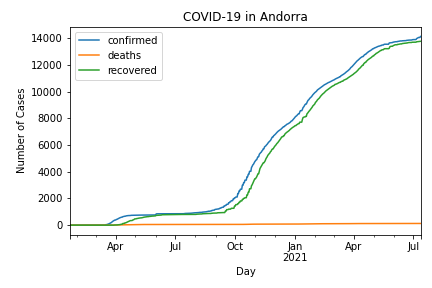 COVID-19 in Andorra
confirmed
deaths
recovered
14000
12000
10000
8000
6000
4000
2000
0
Number of Cases
Apr
Jul
Oct
Jan
2021
Apr
Jul
Day